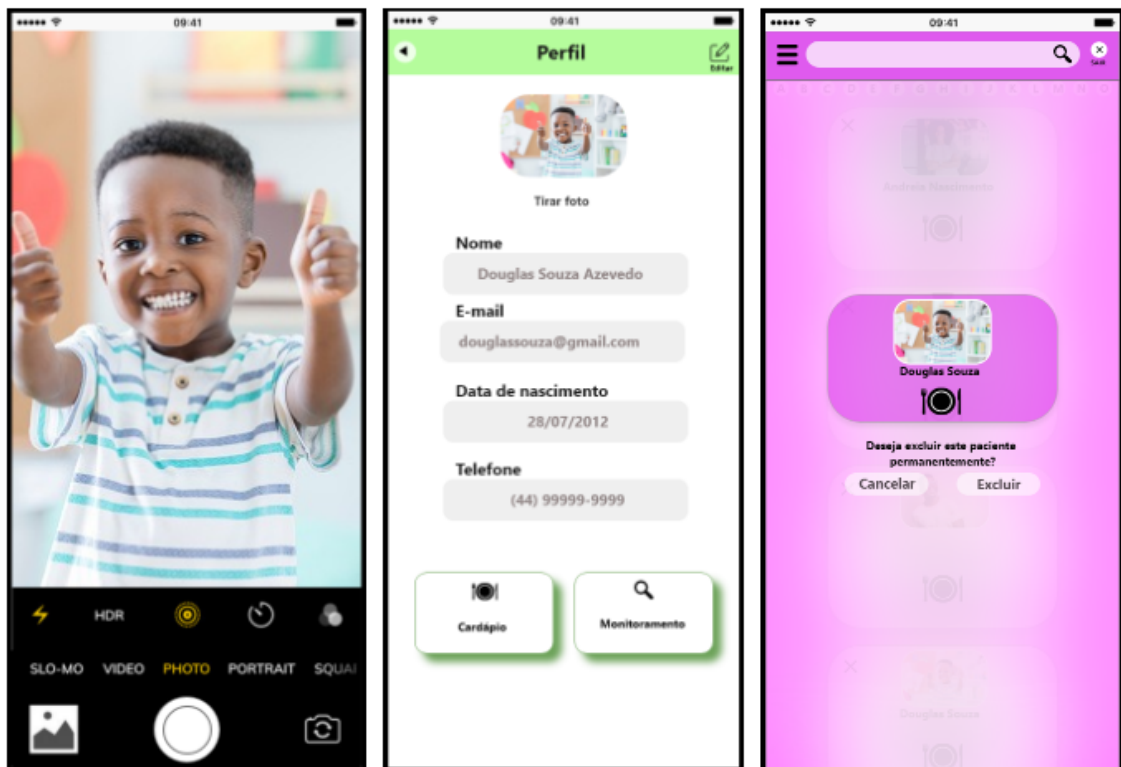 09:41
HDR
SLO-MO VIDEO PHOTO PORTRAIT SQUAI
09:41
Perfil
Editar
Tirar foto
Nome
Douglas Souza Azevedo
E-mail
douglassouza@gmail.com
Data de nascimento
28/07/2012
Telefone
(44) 99999-9999
Cardápio
Monitoramento
09:41
SAIR
A B C D E F G H I J K L M N O
Andreia Nascimento
Douglas Souza
Deseja excluir este paciente
permanentemente?
Cancelar Excluir
Douglas Souza